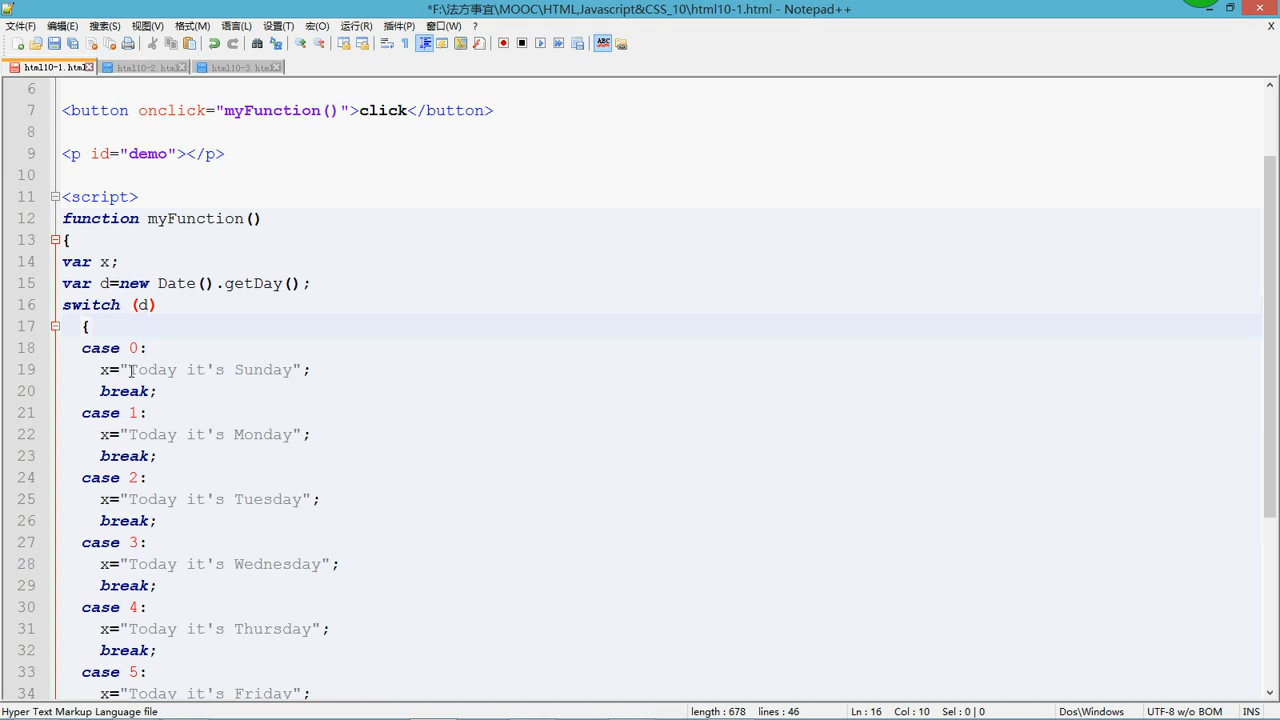 *F:\法方事宜\MOOC\HTML,Javascript&CSS_10\html10-1.html - Notepad++
文件(F) 编辑(E) 搜索(S) 视图(V) 格式(M) 语言(L) 设置(T) 宏(O) 运行(R) 插件(P) 窗口(W) ? X
html10-1.html html10-2.html html10-3.html
6
7 <button onclick="myFunction()">click</button>
8
9 <p id="demo"></p>
10
11 <script>
12 function myFunction()
13 {
14 var x;
15 var d=new Date().getDay();
16 switch (d)
17 {
18 case 0:
19 x="Today it's Sunday";
20 break;
21 case 1:
22 x="Today it's Monday";
23 break;
24 case 2:
25 x="Today it's Tuesday";
26 break;
27 case 3:
28 x="Today it's Wednesday";
29 break;
30 case 4:
31 x="Today it's Thursday";
32 break;
33 case 5:
34 x="Today it's Friday";
Hyper Text Markup Language file length : 678 lines : 46 Ln : 16 Col : 10 Sel : 0 | 0 Dos\Windows UTF-8 w/o BOM INS